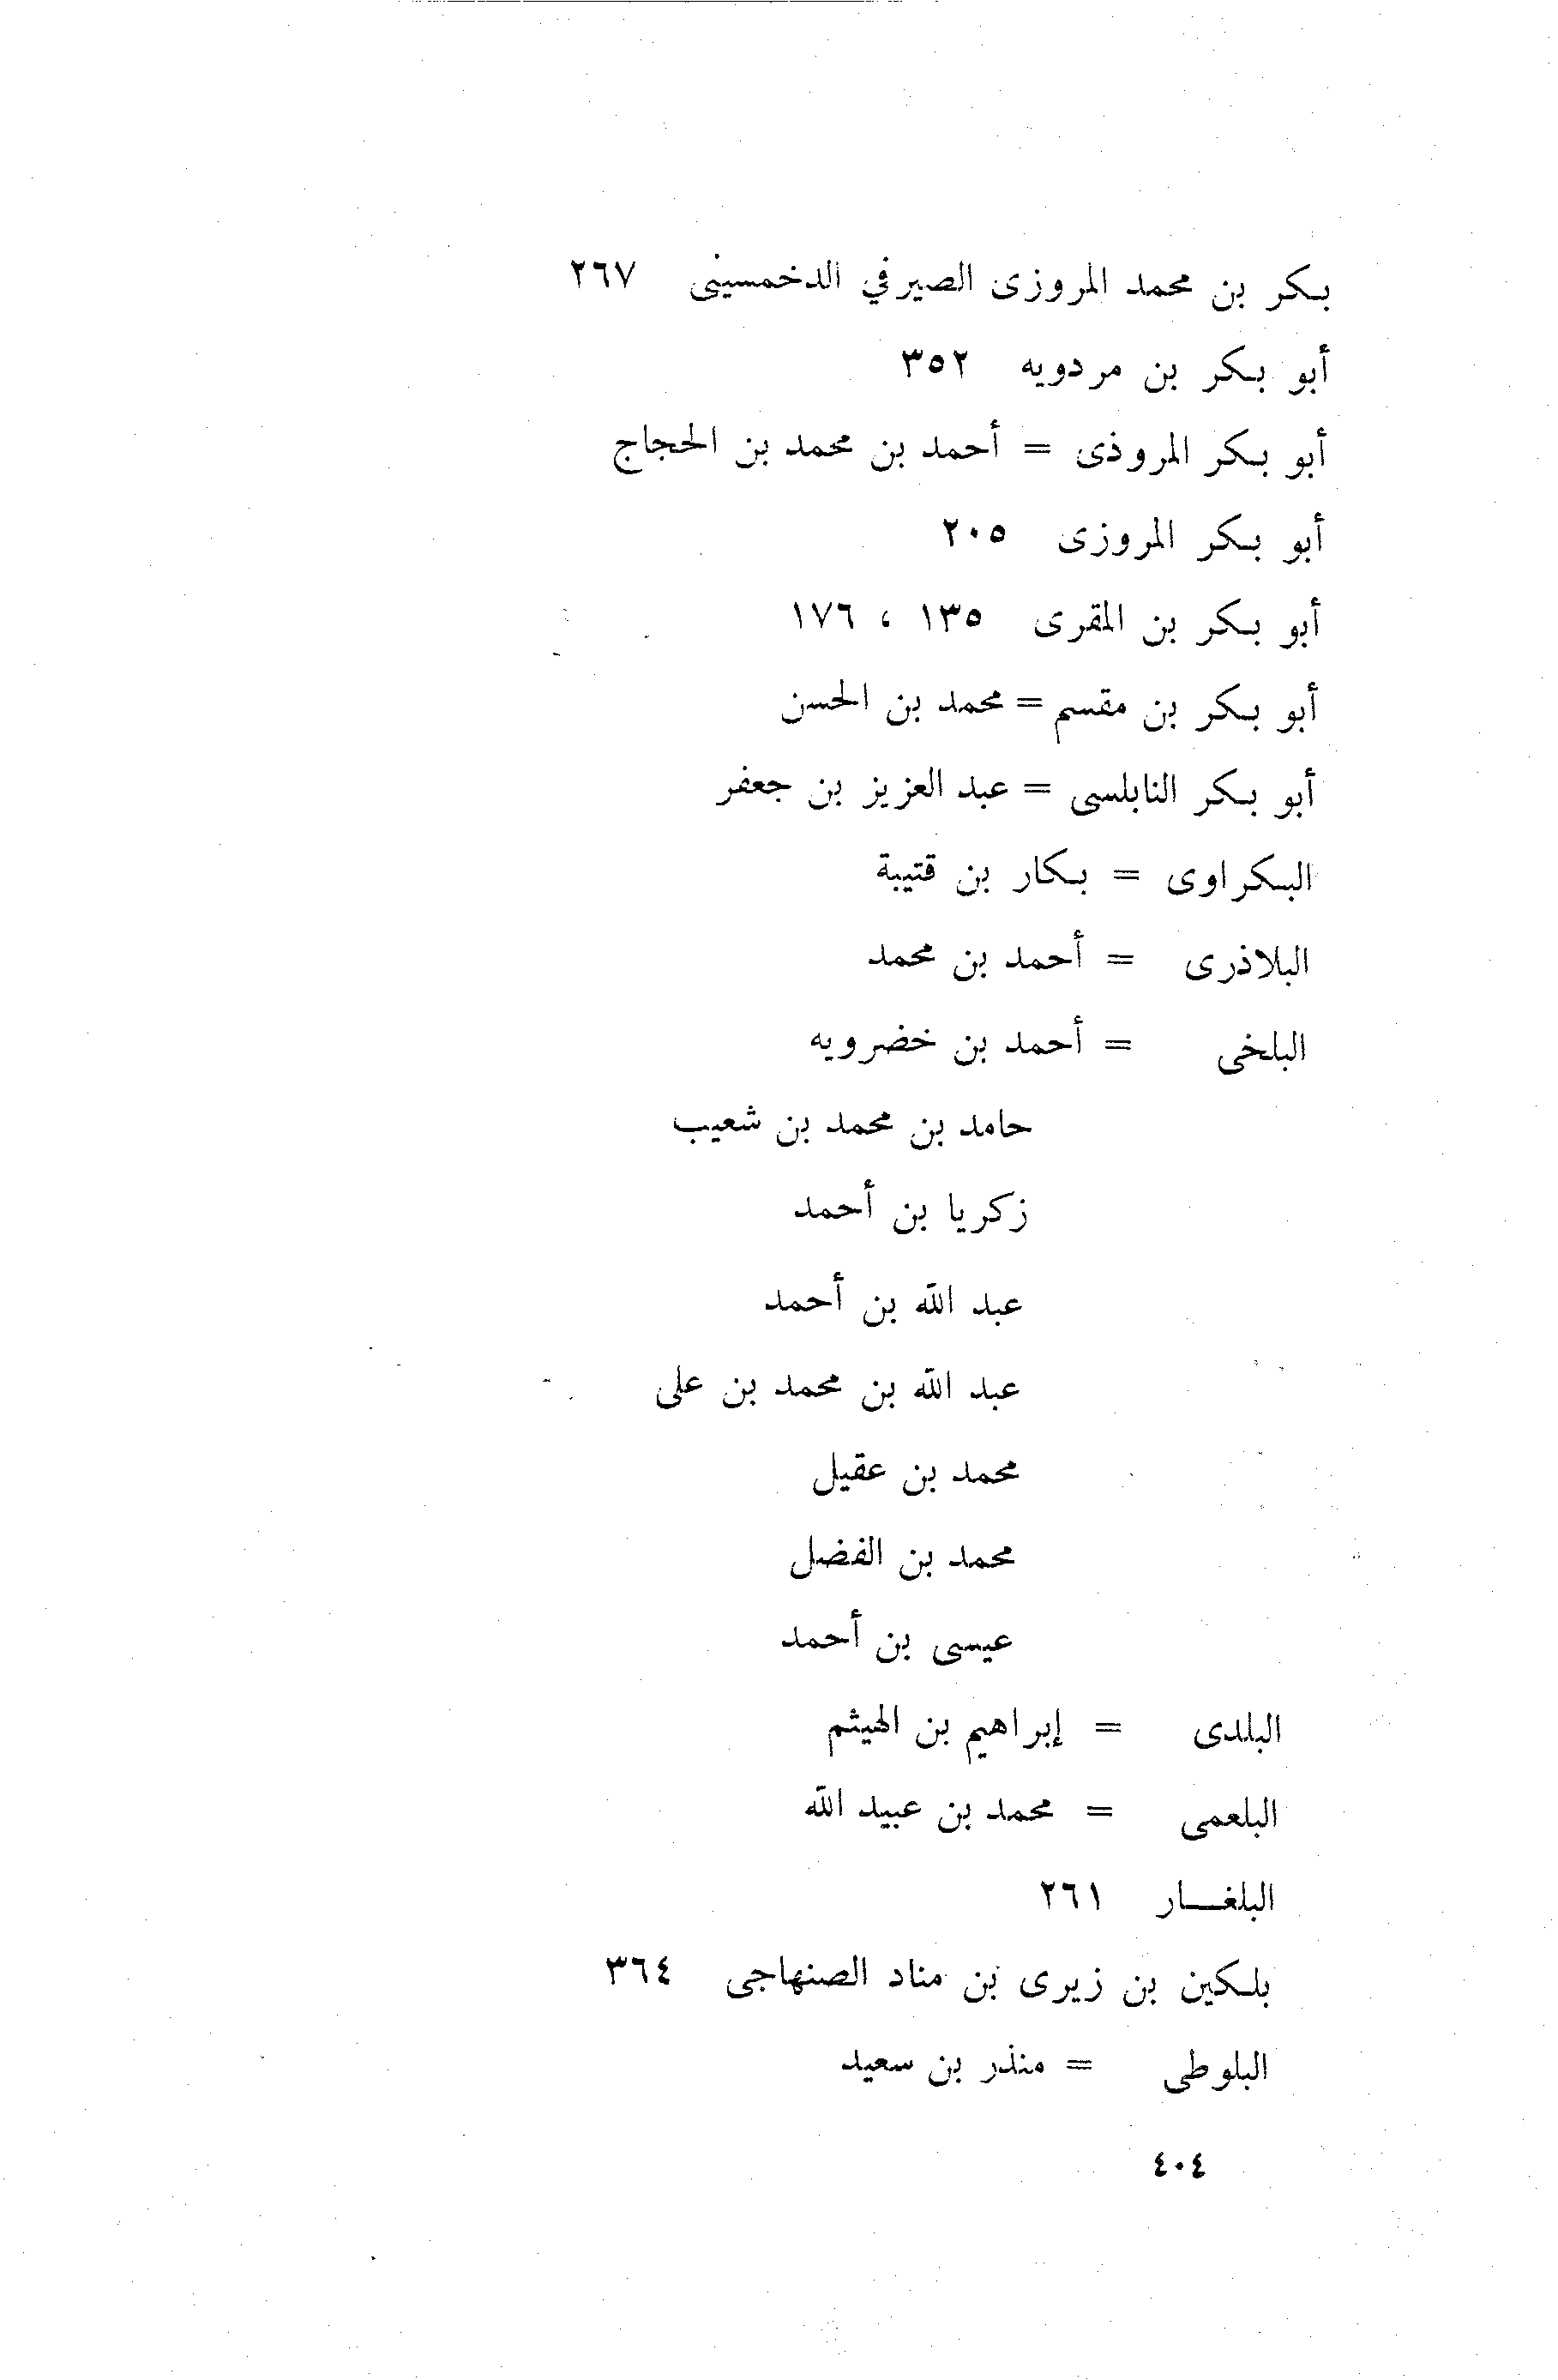 بكر بن محمد المروزى الصيرفي الدخمسينى ٢٦٧
أبو بكر بن مردويه ٣٥٢
أبو بكر المروذى = أحمد بن محمد بن الحجاج
أبو بكر المروزى ٢٠٥
أبو بكر بن المقرى ١٣٥ ، ١٧٦
أبو بكر بن مقسم = محمد بن الحسن
أبو بكر النابلسى = عبد العزيز بن جعفر
البكراوى = بكار بن قتيبة
البلاذرى = أحمد بن محمد
البلخى = أحمد بن خضرويه
حامد بن محمد بن شعيب
زكريا بن أحمد
عبد الله بن أحمد
عبد الله بن محمد بن على
محمد بن عقيل
محمد بن الفضل
عيسى بن أحمد
البلدى = إبراهيم بن الهيثم
البلعمى = محمد بن عبيد الله
البلغــار ٢٦١
بلكين بن زيرى بن مناد الصنهاجى ٣٦٤
البلوطى = منذر بن سعيد
٤٠٤